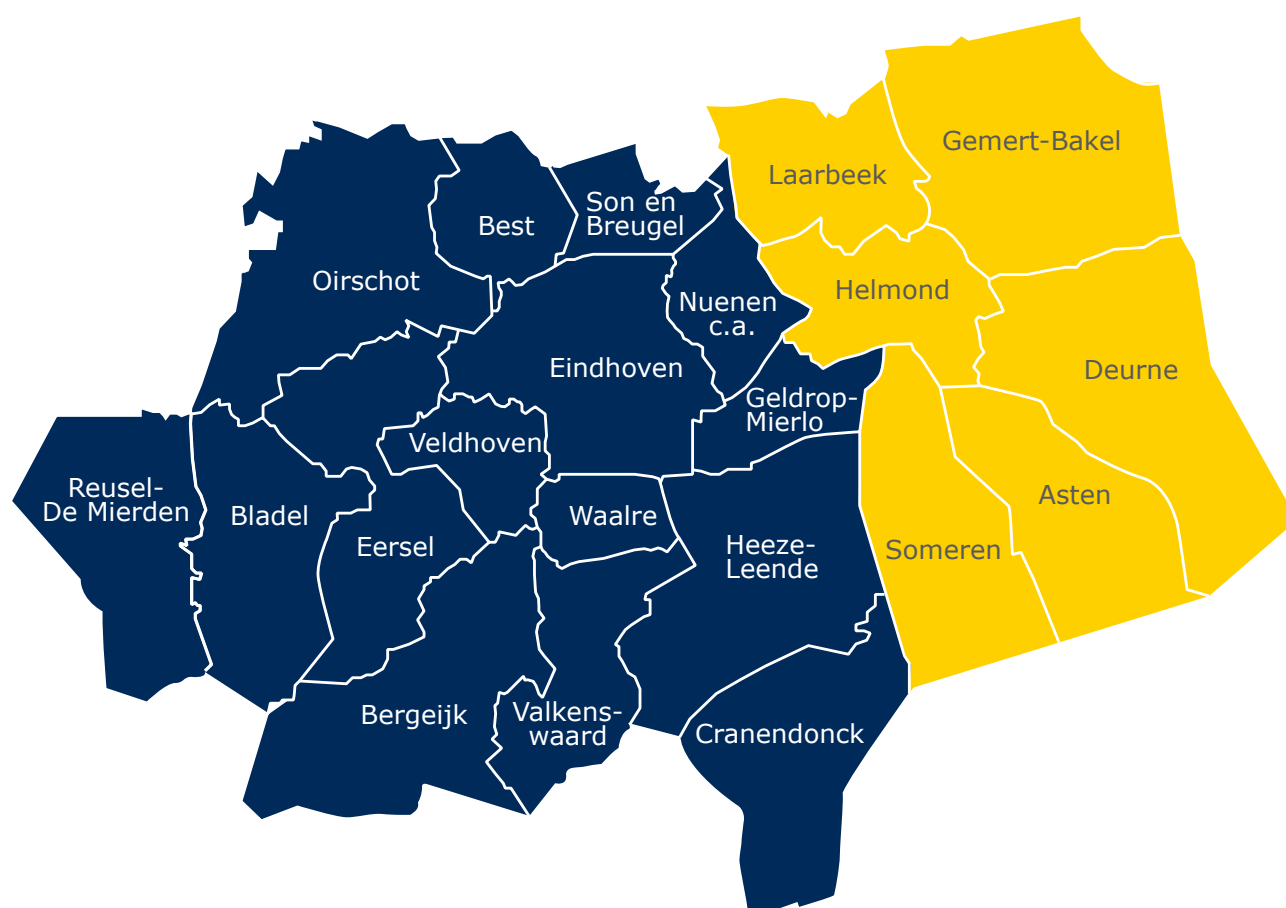 Gemert-Bakel
Laarbeek
Son en
Breugel
Best
Oirschot
Helmond
Nuenen
c.a.
Eindhoven
Deurne
Geldrop-
Mierlo
Veldhoven
Reusel-
De Mierden
Bladel
Waalre
Asten
Eersel
Heeze-
Leende
Someren
Bergeijk
Valkens-
waard
Cranendonck